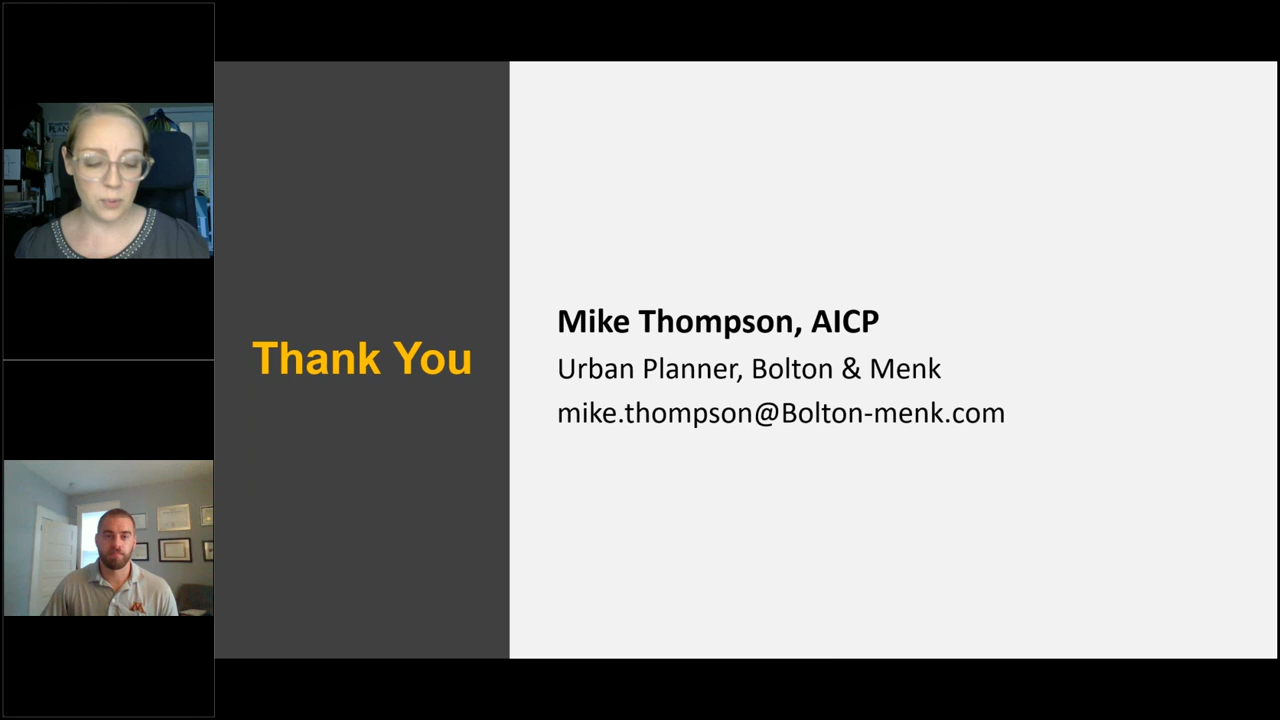 Thank You
Mike Thompson, AICP
Urban Planner, Bolton & Menk
mike.thompson@Bolton-menk.com